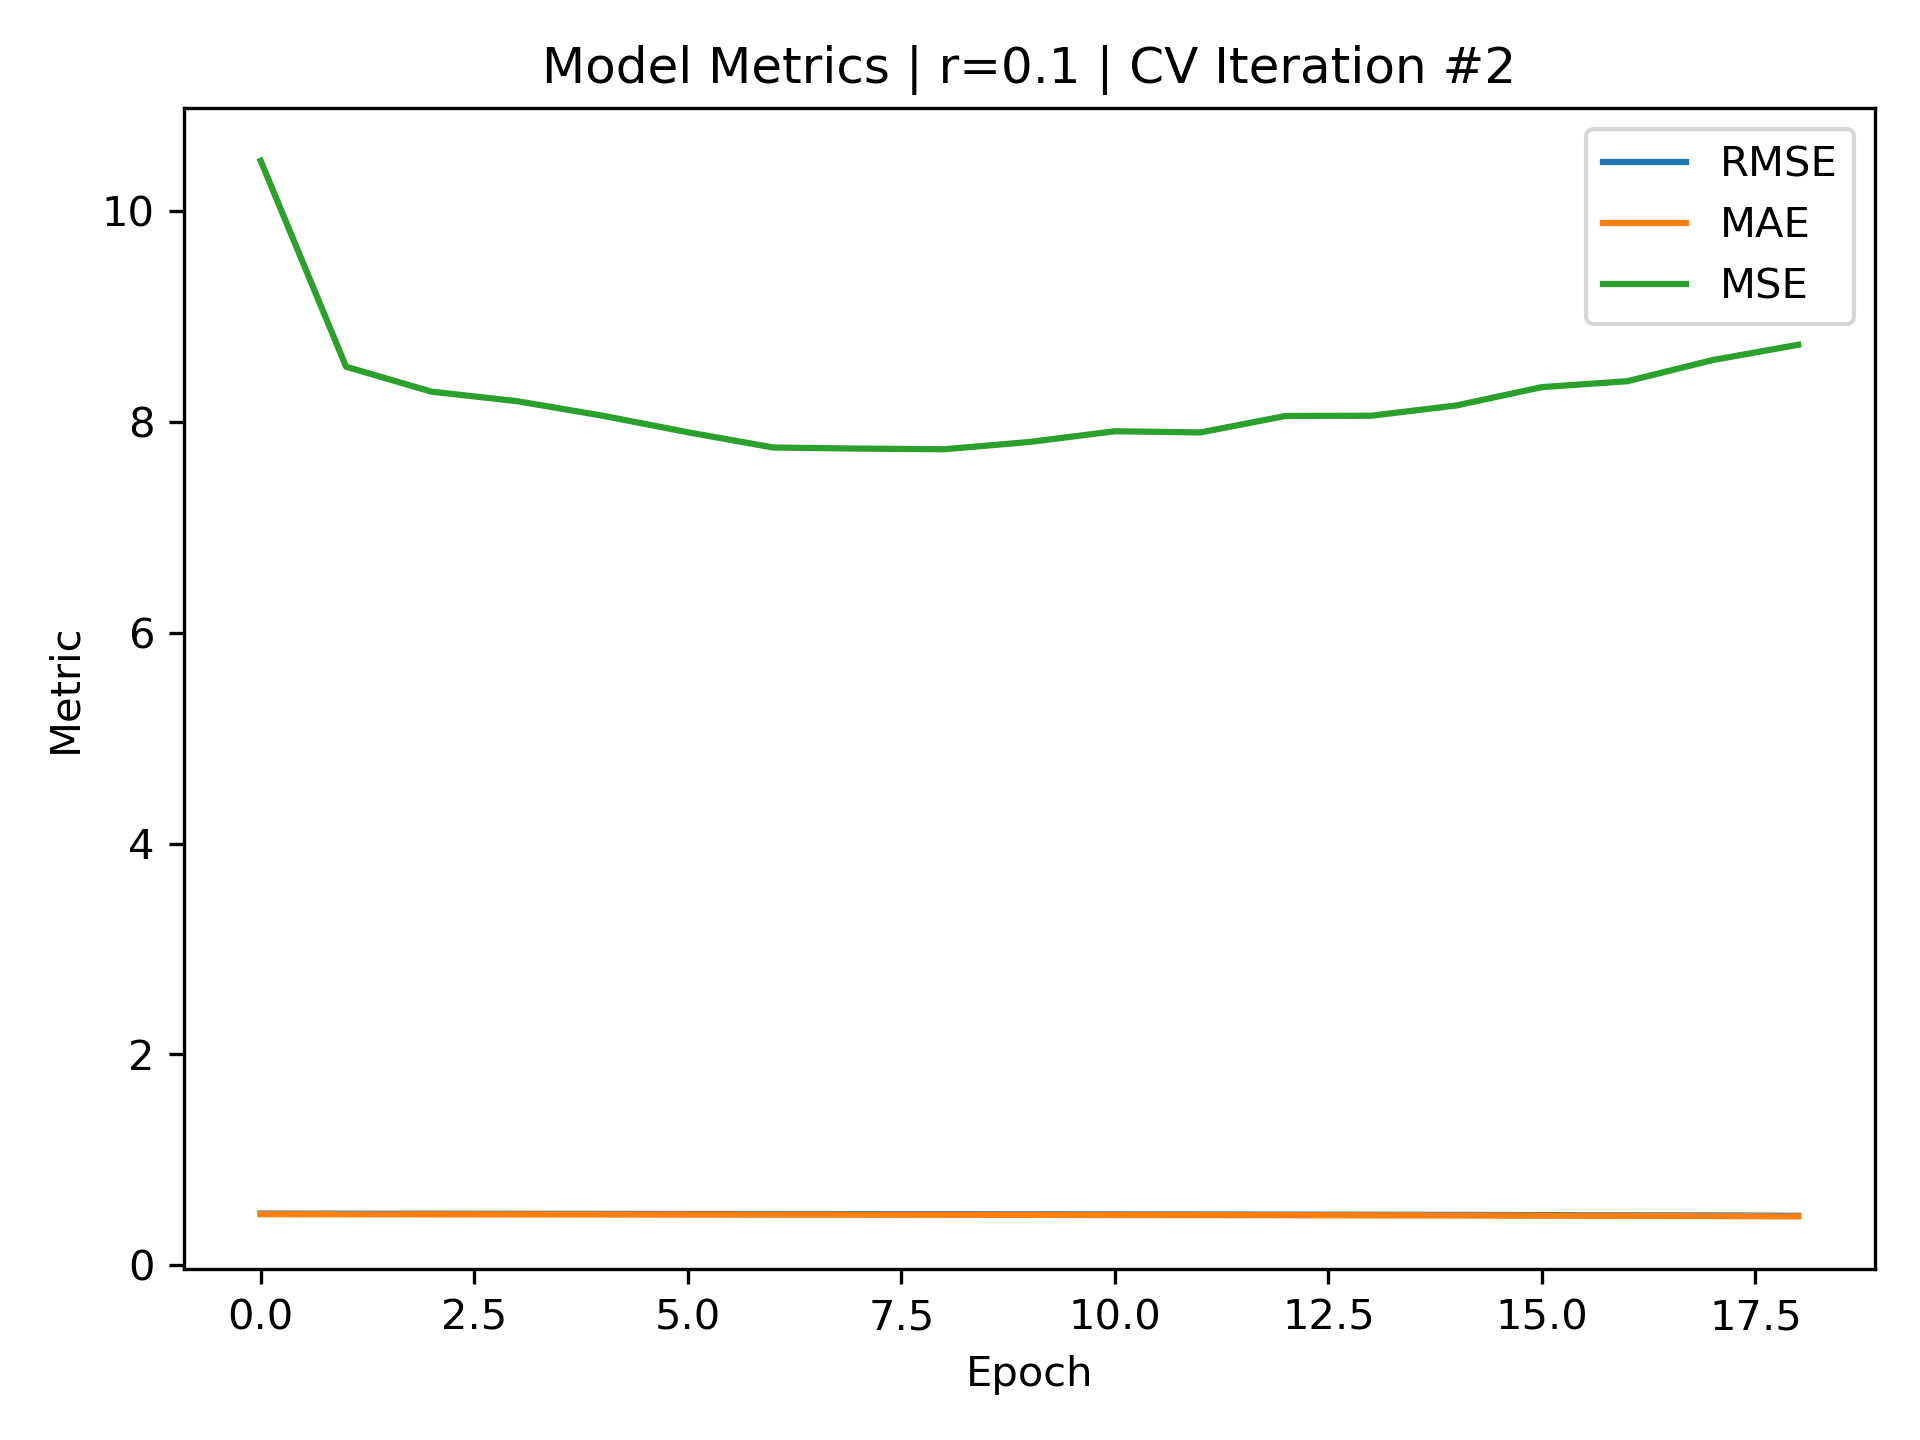 Model Metrics | r=0.1 | CV Iteration #2
RMSE
MAE
MSE
10
8
6
4
2
0
Metric
0.0 2.5 5.0 7.5 10.0 12.5 15.0 17.5
Epoch